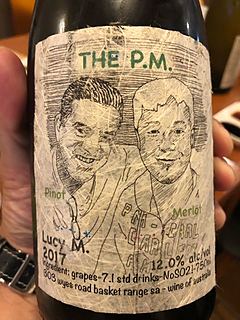 THE P.M.
Pinot
Merlot
Lucy M.
2017
12.0% alc/vol
ingredient; grapes-7.1 std drinks-NoSO2!-750ml
803 wyes road basket range sa - wine of australia